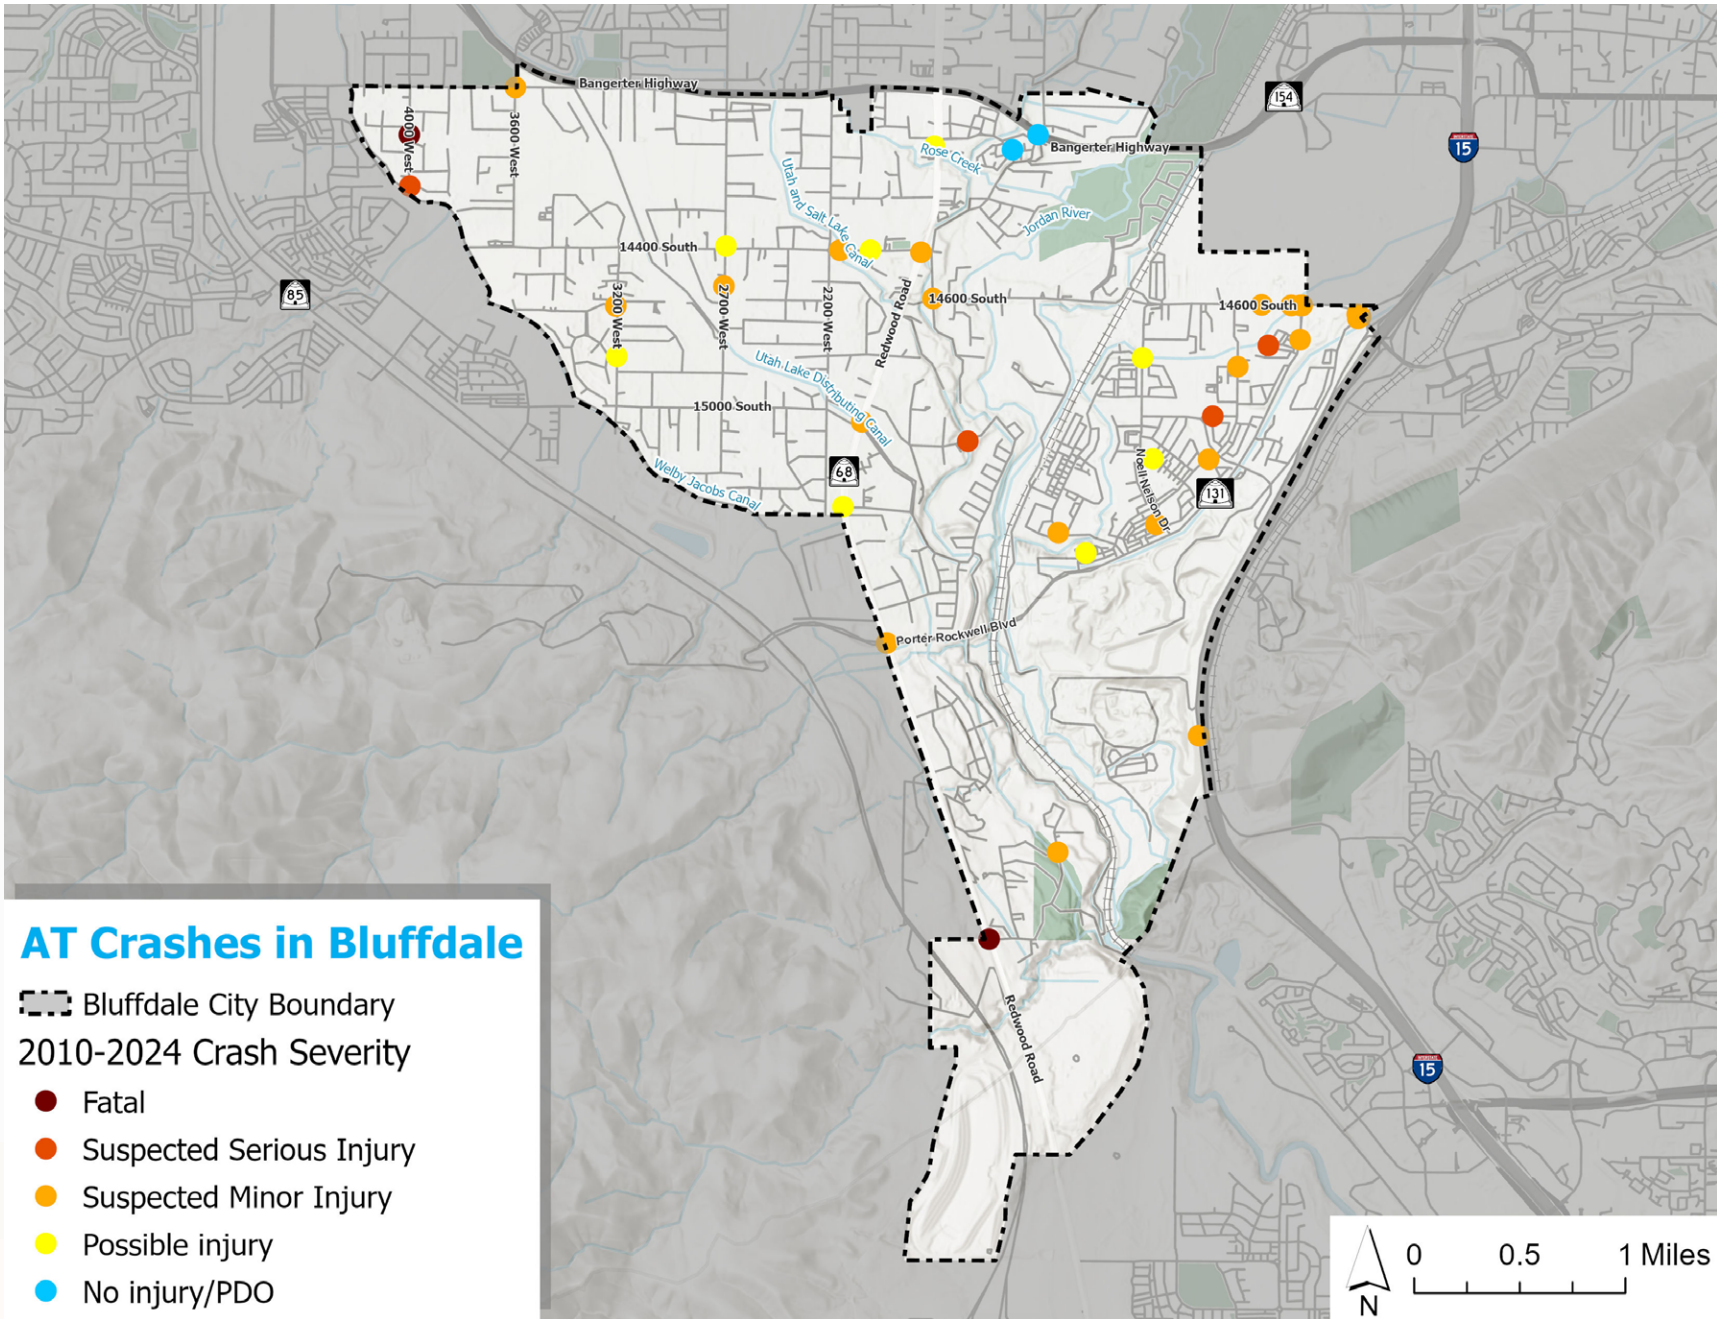 Bangerter Highway
154
4000 West
3600 West
15
Rose Creek
Bangerter Highway
Utah and Salt Lake Canal
Jordan River
14400 South
85
3200 West
2700 West
2200 West
Redwood Road
14600 South
14600 South
Utah Lake Distributing Canal
15000 South
Welby Jacobs Canal
68
Noell Nelson Dr
131
Porter Rockwell Blvd
Redwood Road
INTERSTATE
15
AT Crashes in Bluffdale
Bluffdale City Boundary
2010-2024 Crash Severity
Fatal
Suspected Serious Injury
Suspected Minor Injury
Possible injury
No injury/PDO
0 0.5 1 Miles
N